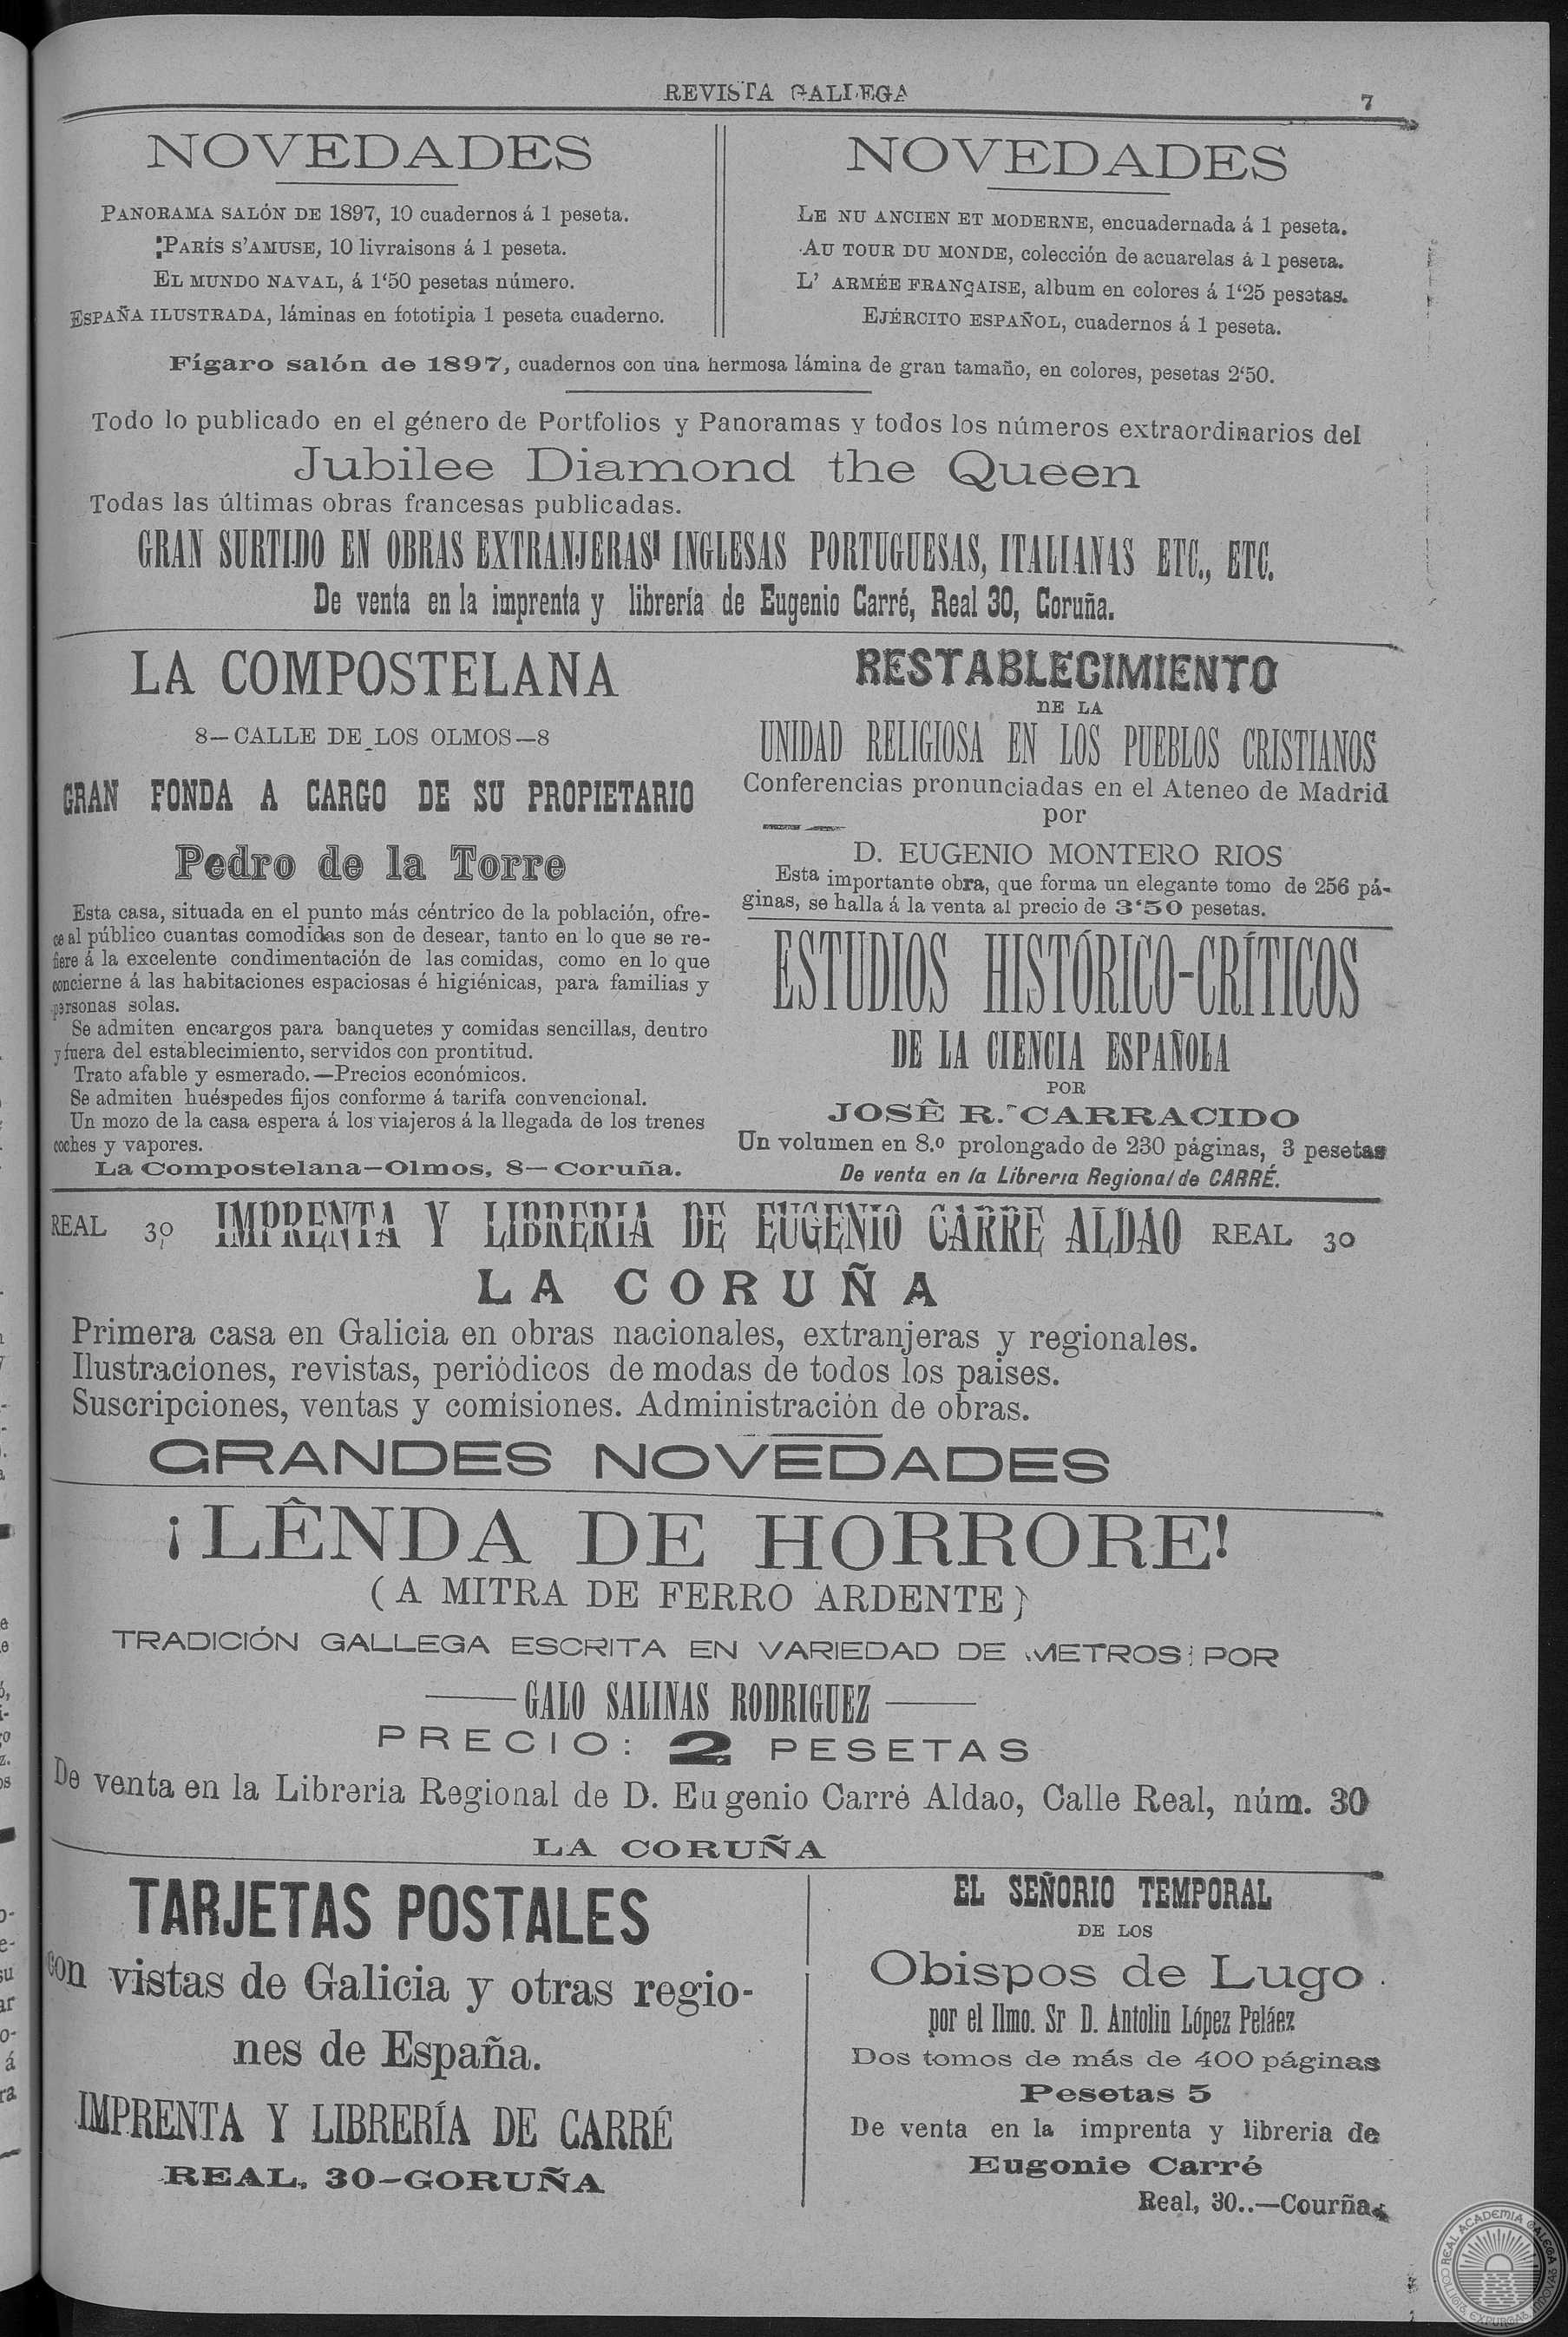 REVISTA GALLEGA
7
NOVEDADES
PANORAMA SALÓN DE 1897, 10 cuadernos á 1 peseta.
PARÍS S'AMUSE, 10 livraisons á 1 peseta.
EL MUNDO NAVAL, á 1'50 pesetas número.
ESPAÑA ILUSTRADA, láminas en fototipia 1 peseta cuaderno.
NOVEDADES
LE NU ANCIEN ET MODERNE, encuadernada á 1 peseta.
AU TOUR DU MONDE, colección de acuarelas á 1 peseta.
L' ARMÉE FRANÇAISE, album en colores á 1'25 pesetas.
EJÉRCITO ESPAÑOL, cuadernos á 1 peseta.
Fígaro salón de 1897, cuadernos con una hermosa lámina de gran tamaño, en colores, pesetas 2'50.
Todo lo publicado en el género de Portfolios y Panoramas y todos los números extraordinarios del
Jubilee Diamond the Queen
Todas las últimas obras francesas publicadas.
GRAN SURTIDO EN OBRAS EXTRANJERAS INGLESAS PORTUGUESAS, ITALIANAS ETC., ETC.
De venta en la imprenta y librería de Eugenio Carré, Real 30, Coruña.
LA COMPOSTELANA
8—CALLE DE LOS OLMOS—8
GRAN FONDA A CARGO DE SU PROPIETARIO
Pedro de la Torre
Esta casa, situada en el punto más céntrico de la población, ofre-
ce al público cuantas comodidas son de desear, tanto en lo que se re-
fiere á la excelente condimentación de las comidas, como en lo que
concierne á las habitaciones espaciosas é higiénicas, para familias y
personas solas.
Se admiten encargos para banquetes y comidas sencillas, dentro
y fuera del establecimiento, servidos con prontitud.
Trato afable y esmerado.—Precios económicos.
Se admiten huéspedes fijos conforme á tarifa convencional.
Un mozo de la casa espera á los viajeros á la llegada de los trenes
coches y vapores.
La Compostelana—Olmos, 8—Coruña.
RESTABLECIMIENTO
DE LA
UNIDAD RELIGIOSA EN LOS PUEBLOS CRISTIANOS
Conferencias pronunciadas en el Ateneo de Madrid
por
D. EUGENIO MONTERO RIOS
Esta importante obra, que forma un elegante tomo de 256 pá-
ginas, se halla á la venta al precio de 3'50 pesetas.
ESTUDIOS HISTÓRICO-CRÍTICOS
DE LA CIENCIA ESPAÑOLA
POR
JOSÊ R. CARRACIDO
Un volumen en 8.º prolongado de 230 páginas, 3 pesetas
De venta en la Libreria Regional de CARRÉ.
REAL 30 IMPRENTA Y LIBRERIA DE EUGENIO CARRE ALDAO REAL 30
LA CORUÑA
Primera casa en Galicia en obras nacionales, extranjeras y regionales.
Ilustraciones, revistas, periódicos de modas de todos los paises.
Suscripciones, ventas y comisiones. Administración de obras.
GRANDES NOVEDADES
¡LÊNDA DE HORRORE!
(A MITRA DE FERRO ARDENTE)
TRADICIÓN GALLEGA ESCRITA EN VARIEDAD DE METROS POR
GALO SALINAS RODRIGUEZ
PRECIO: 2 PESETAS
De venta en la Libreria Regional de D. Eugenio Carré Aldao, Calle Real, núm. 30
LA CORUÑA
TARJETAS POSTALES
con vistas de Galicia y otras regio-
nes de España.
IMPRENTA Y LIBRERÍA DE CARRÉ
REAL, 30—GORUÑA
EL SEÑORIO TEMPORAL
DE LOS
Obispos de Lugo
por el Ilmo. Sr D. Antolin López Peláez
Dos tomos de más de 400 páginas
Pesetas 5
De venta en la imprenta y libreria de
Eugonie Carré
Real, 30..—Courña
REAL ACADEMIA GALEGA
COLLIGIT, EXPURGAT, INNOVAT